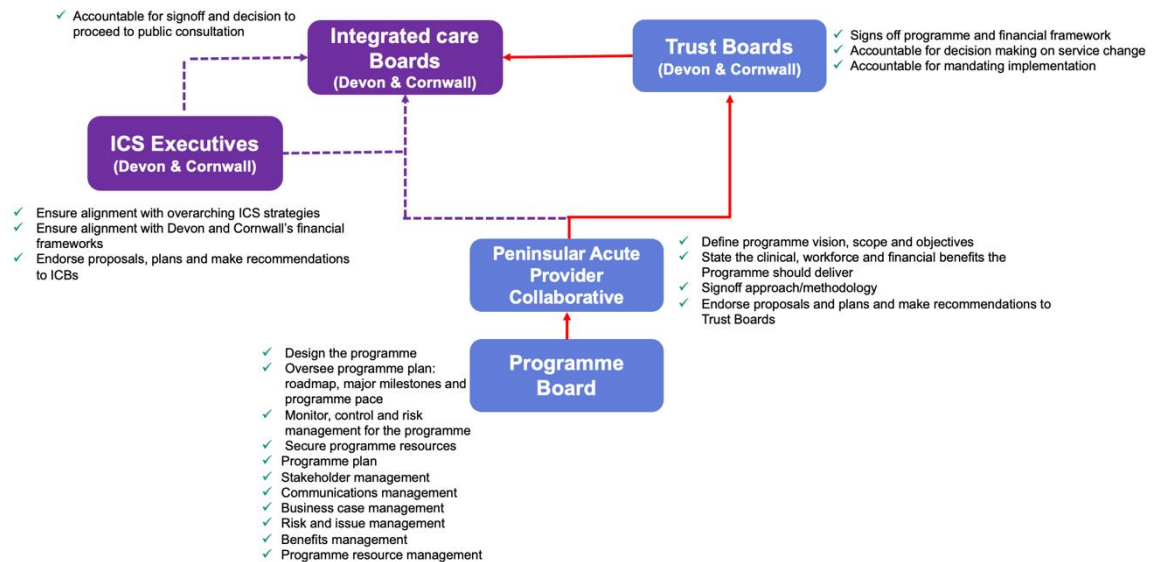 ✓ Accountable for signoff and decision to
proceed to public consultation
Integrated care
Boards
(Devon & Cornwall)
Trust Boards
(Devon & Cornwall)
✓ Signs off programme and financial framework
✓ Accountable for decision making on service change
✓ Accountable for mandating implementation
ICS Executives
(Devon & Cornwall)
✓ Ensure alignment with overarching ICS strategies
✓ Ensure alignment with Devon and Cornwall's financial
frameworks
✓ Endorse proposals, plans and make recommendations
to ICBs
Peninsular Acute
Provider
Collaborative
✓ Define programme vision, scope and objectives
✓ State the clinical, workforce and financial benefits the
Programme should deliver
✓ Signoff approach/methodology
✓ Endorse proposals and plans and make recommendations to
Trust Boards
Programme
Board
✓ Design the programme
✓ Oversee programme plan:
roadmap, major milestones and
programme pace
✓ Monitor, control and risk
management for the programme
✓ Secure programme resources
✓ Programme plan
✓ Stakeholder management
✓ Communications management
✓ Business case management
✓ Risk and issue management
✓ Benefits management
✓ Programme resource management